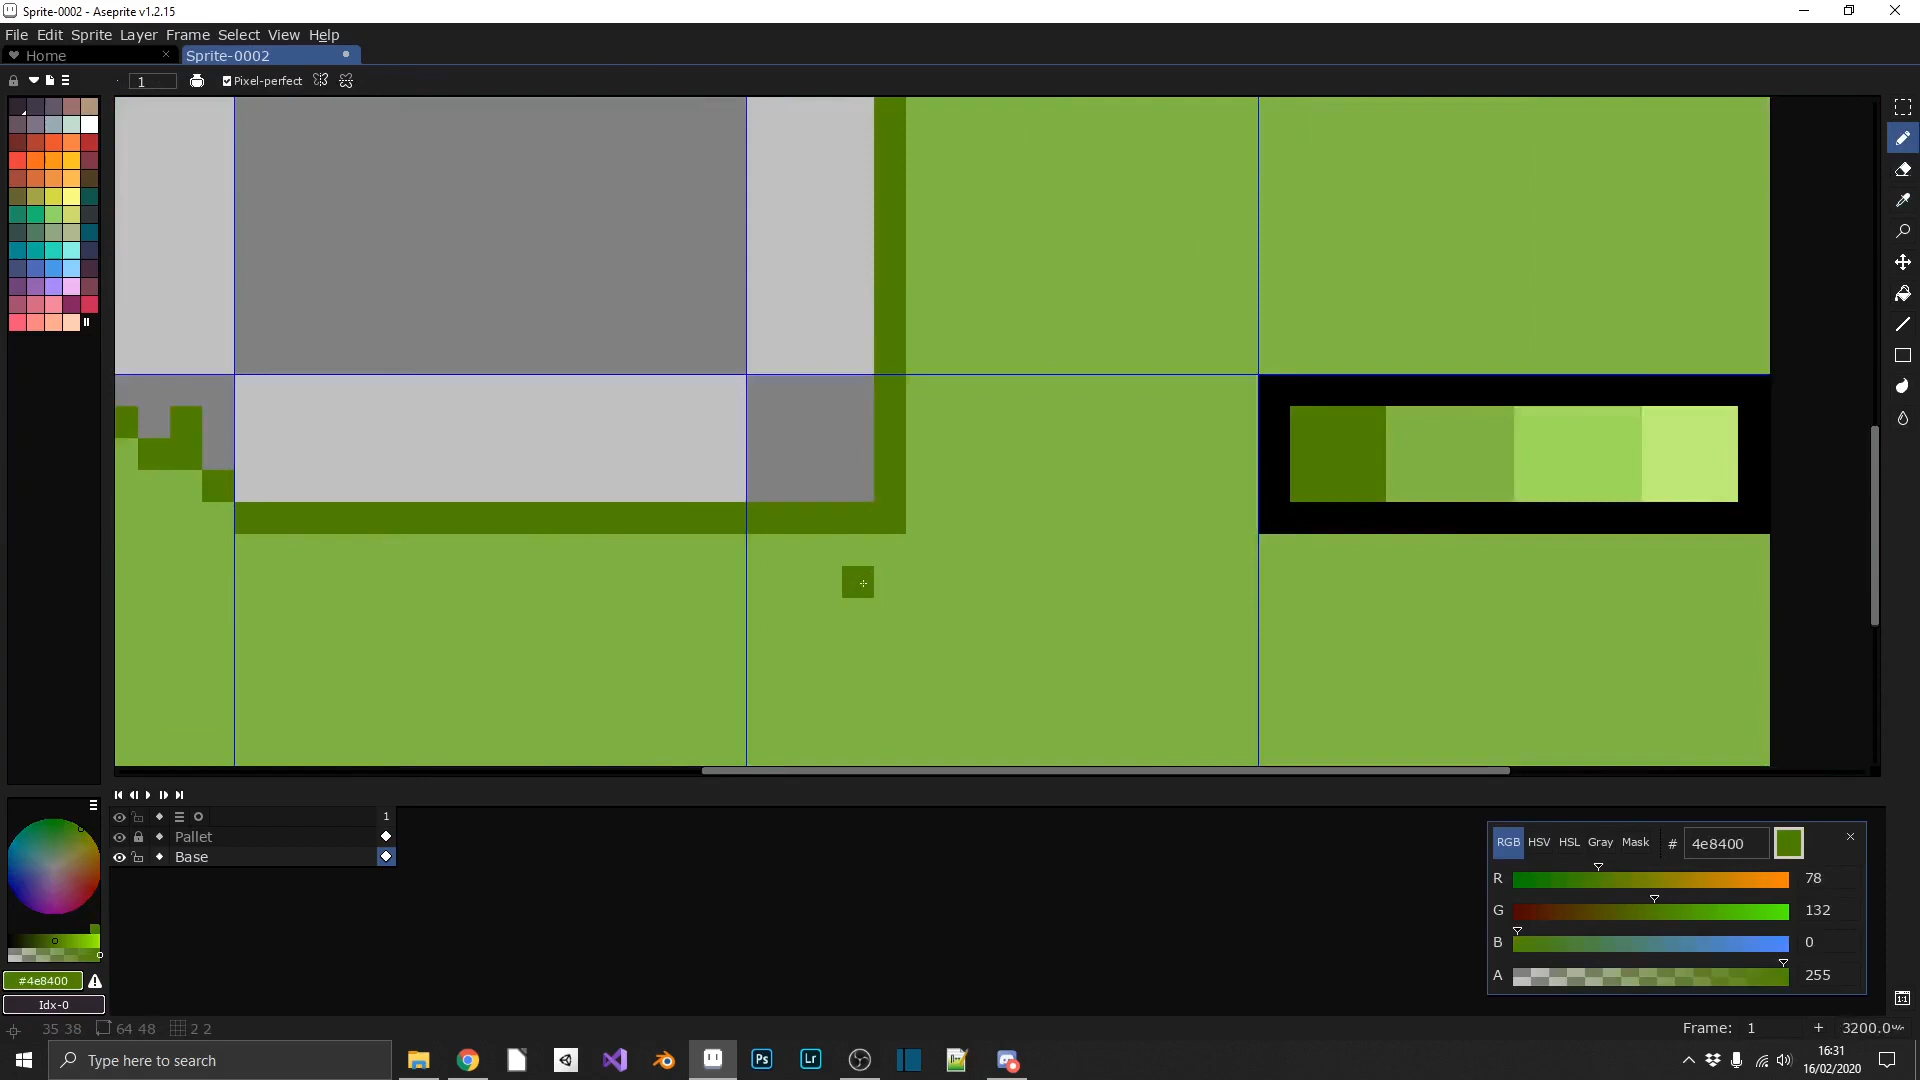 Sprite-0002 - Aseprite v1.2.15
File Edit Sprite Layer Frame Select View Help
Home
Sprite-0002
1
Pixel-perfect
1
Pallet
Base
RGB HSV HSL Gray Mask # 4e8400
R 78
G 132
B 0
A 255
#4e8400
Idx-0
35 38 64 48 2 2
Frame: 1 + 3200.0
Type here to search
Ps
Lr
16:31
16/02/2020